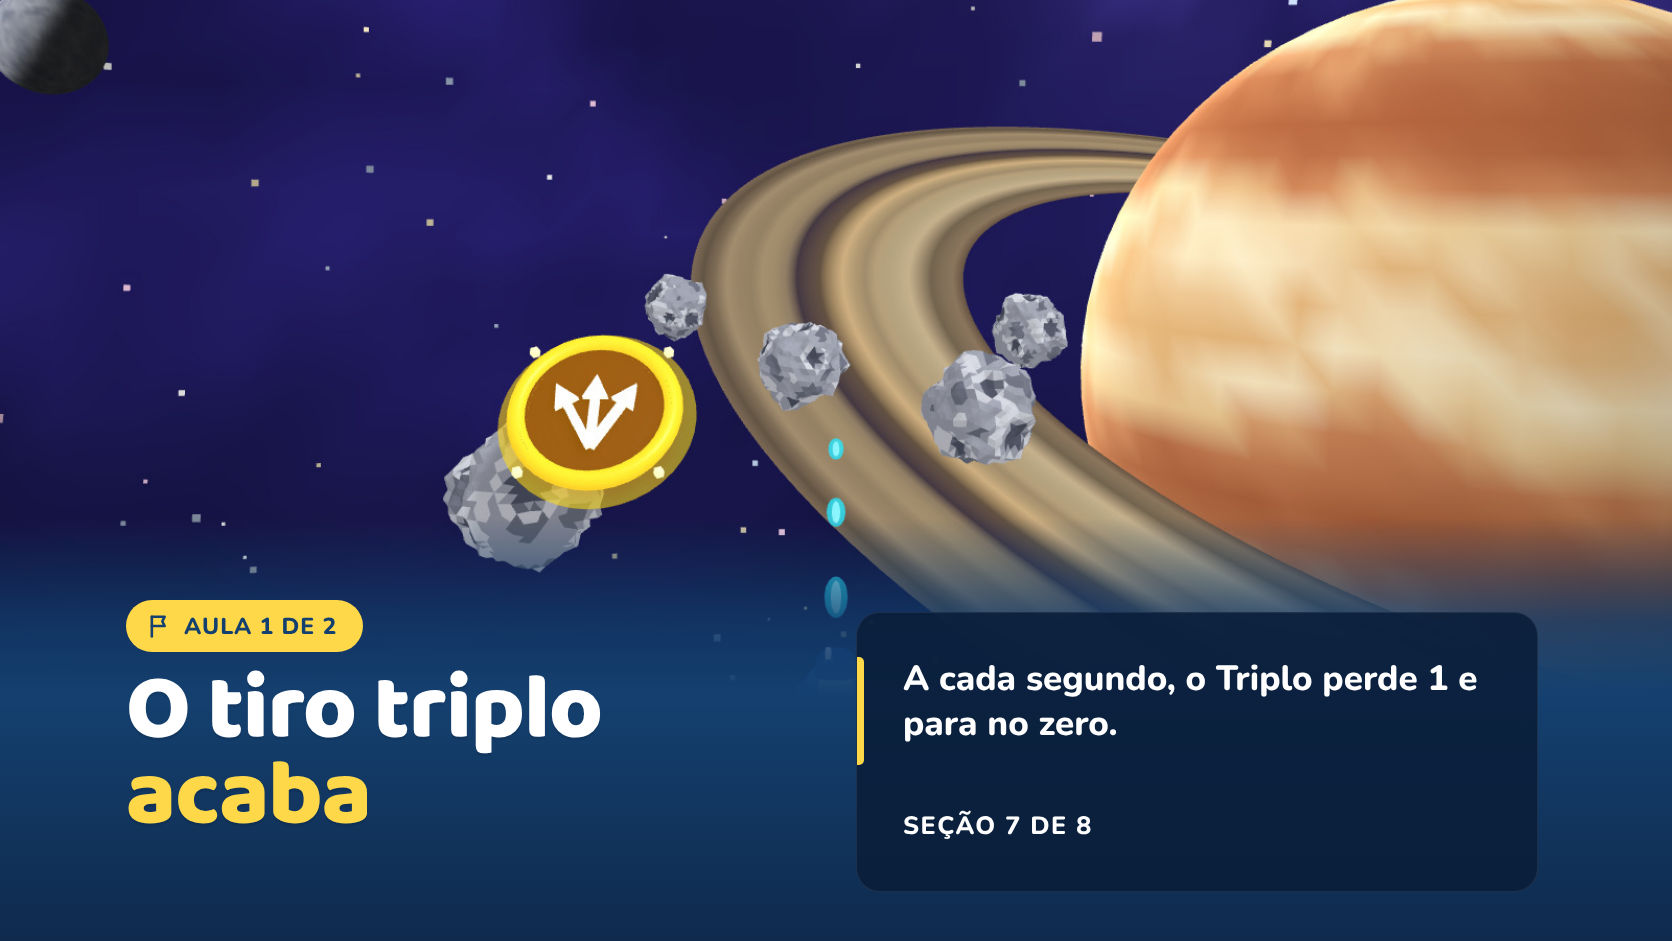 AULA 1 DE 2
O tiro triplo
acaba
A cada segundo, o Triplo perde 1 e
para no zero.
SEÇÃO 7 DE 8